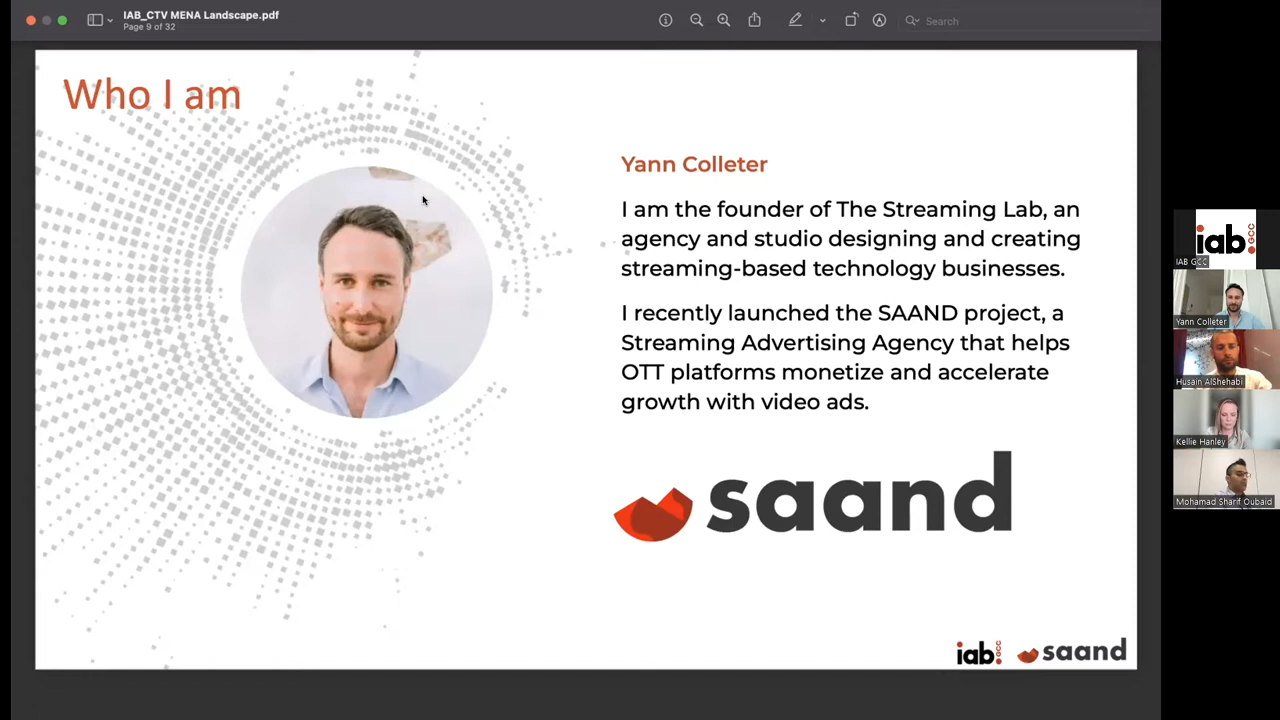 IAB_CTV MENA Landscape.pdf
Page 9 of 32
Search
Who I am
Yann Colleter
I am the founder of The Streaming Lab, an
agency and studio designing and creating
streaming-based technology businesses.
I recently launched the SAAND project, a
Streaming Advertising Agency that helps
OTT platforms monetize and accelerate
growth with video ads.
saand
iab: GCC saand
iab: GCC
IAB GCC
Yann Colleter
Husain AlShehabi
Kellie Hanley
Mohamad Sharif Oubaid